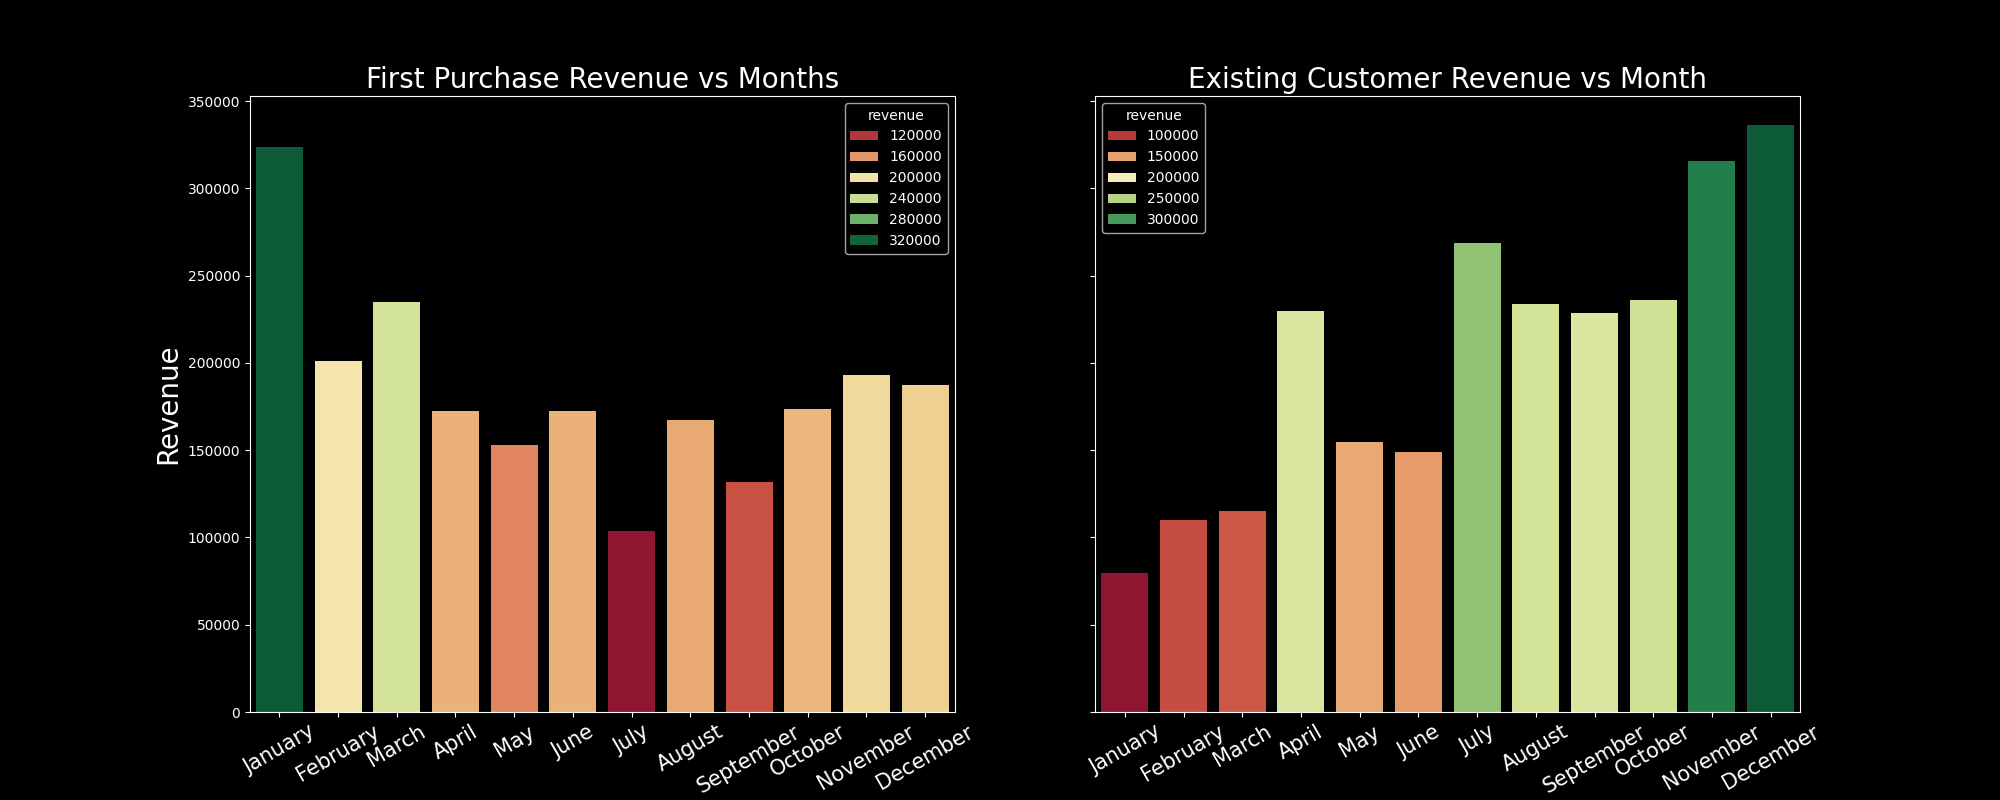 First Purchase Revenue vs Months
Revenue
350000
300000
250000
200000
150000
100000
50000
0
revenue
120000
160000
200000
240000
280000
320000
January
February
March
April
May
June
July
August
September
October
November
December
Existing Customer Revenue vs Month
revenue
100000
150000
200000
250000
300000
January
February
March
April
May
June
July
August
September
October
November
December